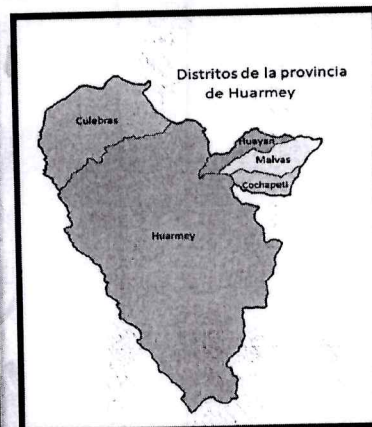 Distritos de la provincia
de Huarmey
Culebras
Huayan
Malvas
Cochapeti
Huarmey